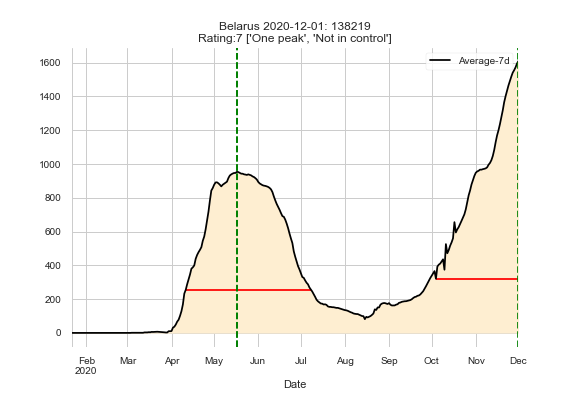 Belarus 2020-12-01: 138219
Rating:7 ['One peak', 'Not in control']
Average-7d
1600
1400
1200
1000
800
600
400
200
0
Feb Mar Apr May Jun Jul Aug Sep Oct Nov Dec
2020
Date